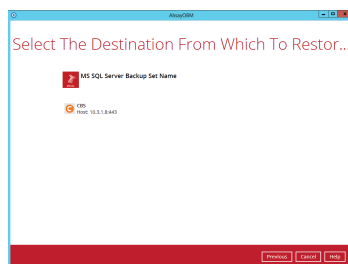 AhsayOBM
Select The Destination From Which To Restor...
MS SQL Server Backup Set Name
CBS
Host: 10.3.1.8:443
Previous Cancel Help